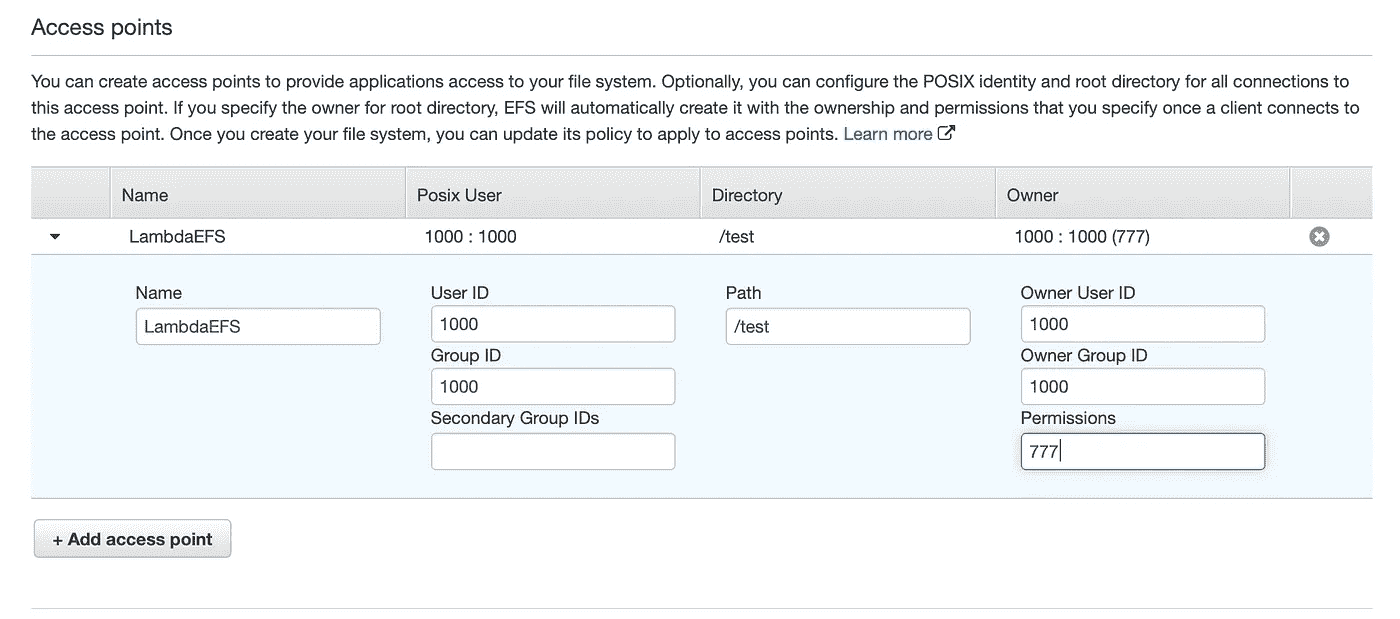 Access points
You can create access points to provide applications access to your file system. Optionally, you can configure the POSIX identity and root directory for all connections to
this access point. If you specify the owner for root directory, EFS will automatically create it with the ownership and permissions that you specify once a client connects to
the access point. Once you create your file system, you can update its policy to apply to access points. Learn more
Name Posix User Directory Owner
LambdaEFS 1000 : 1000 /test 1000 : 1000 (777)
Name User ID Path Owner User ID
LambdaEFS 1000 /test 1000
Group ID Owner Group ID
1000 1000
Secondary Group IDs Permissions
777
+ Add access point